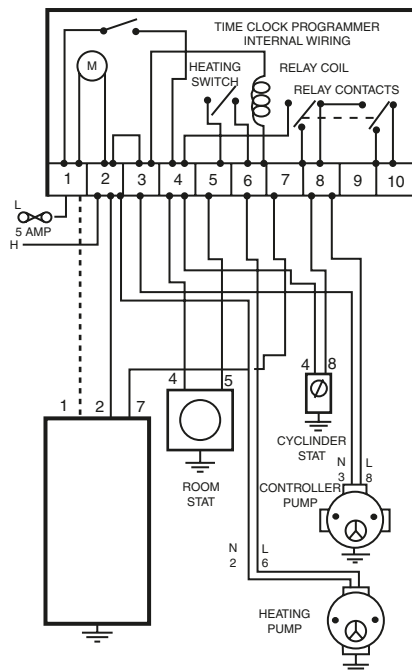 TIME CLOCK PROGRAMMER
INTERNAL WIRING
M
HEATING
SWITCH
RELAY COIL
RELAY CONTACTS
1 2 3 4 5 6 7 8 9 10
L
5 AMP
H
1 2 7
4 5
ROOM
STAT
4 8
CYCLINDER
STAT
N L
3 8
CONTROLLER
PUMP
N L
2 6
HEATING
PUMP